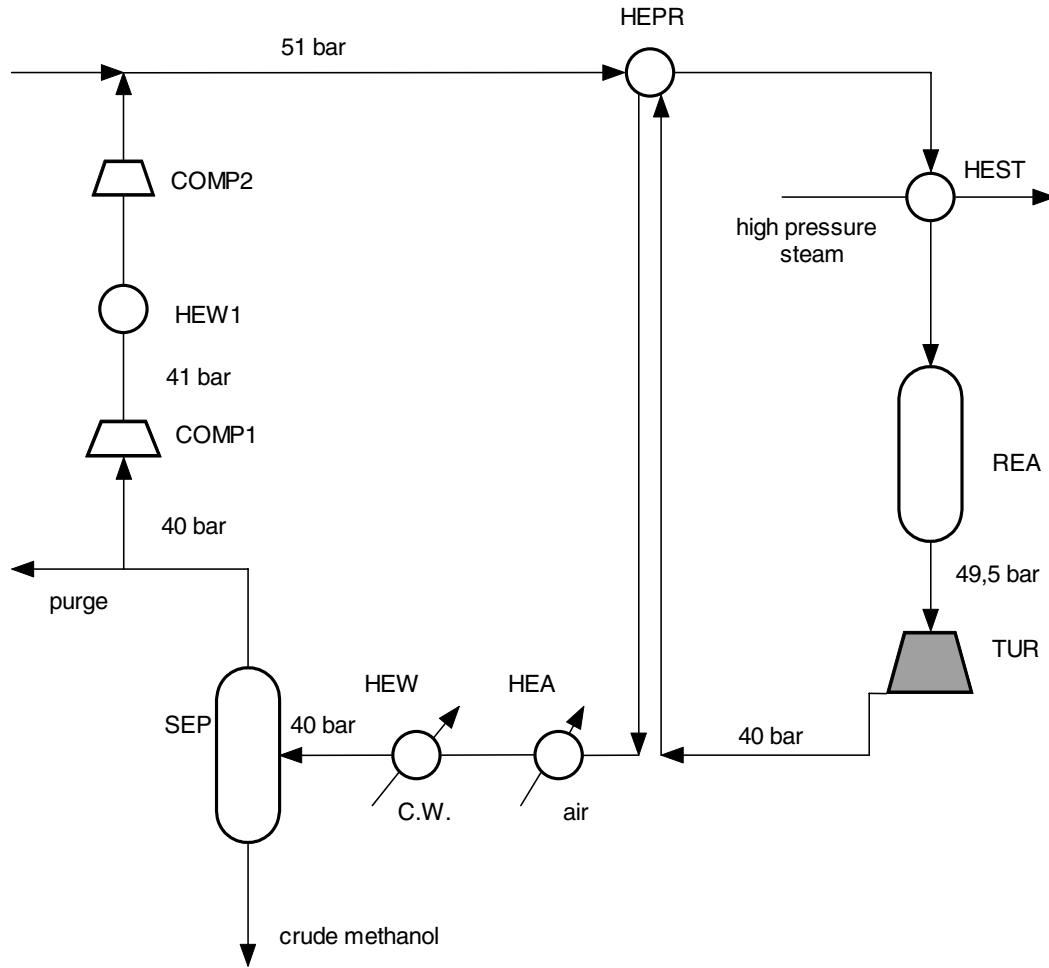 HEPR
51 bar
HEST
COMP2
high pressure
steam
HEW1
41 bar
COMP1
REA
40 bar
49,5 bar
purge
TUR
HEW
HEA
SEP
40 bar
40 bar
C.W.
air
crude methanol